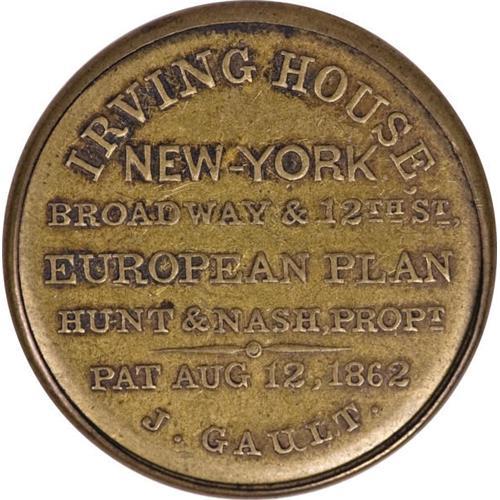 IRVING HOUSE
NEW-YORK
BROADWAY & 12TH ST,
EUROPEAN PLAN
HUNT & NASH, PROPT
PAT AUG 12, 1862
J. GAULT.